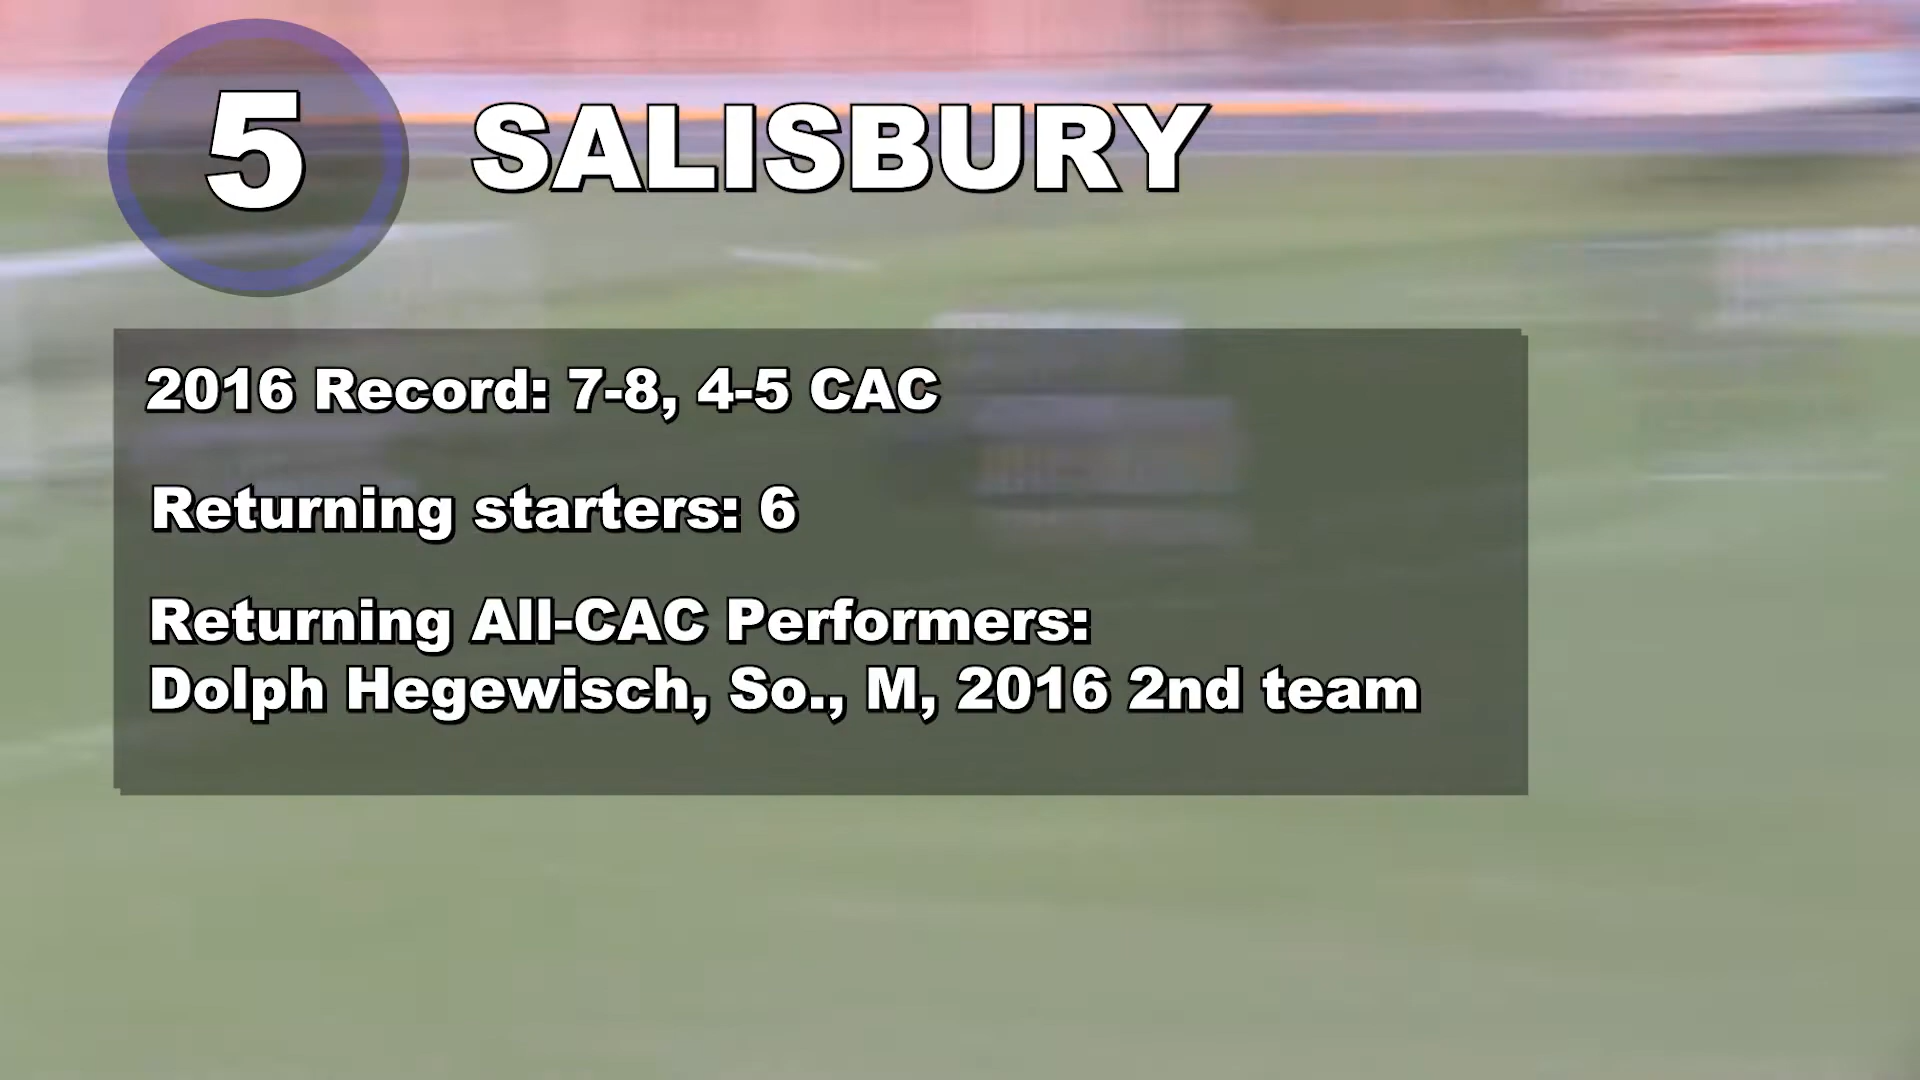 5
SALISBURY
2016 Record: 7-8, 4-5 CAC
Returning starters: 6
Returning All-CAC Performers:
Dolph Hegewisch, So., M, 2016 2nd team